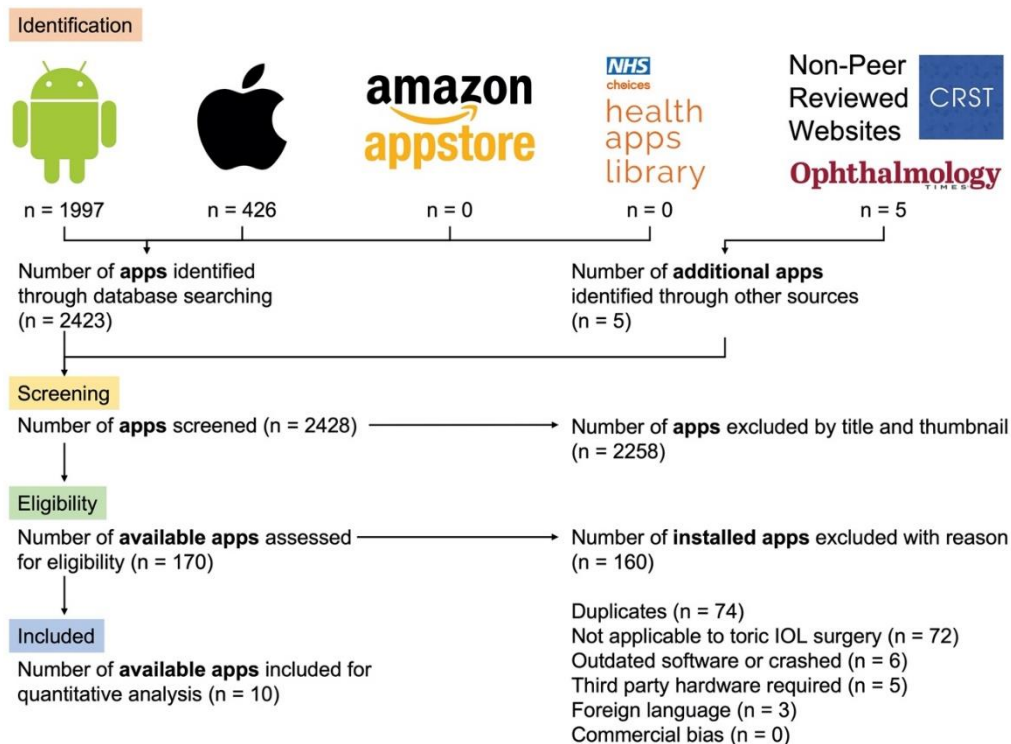 Identification
amazon
appstore
NHS
choices
health
apps
library
Non-Peer
Reviewed
Websites
CRST
Ophthalmology
TIMES
n = 1997
n = 426
n = 0
n = 0
n = 5
Number of apps identified
through database searching
(n = 2423)
Number of additional apps
identified through other sources
(n = 5)
Screening
Number of apps screened (n = 2428)
Number of apps excluded by title and thumbnail
(n = 2258)
Eligibility
Number of available apps assessed
for eligibility (n = 170)
Number of installed apps excluded with reason
(n = 160)
Duplicates (n = 74)
Not applicable to toric IOL surgery (n = 72)
Outdated software or crashed (n = 6)
Third party hardware required (n = 5)
Foreign language (n = 3)
Commercial bias (n = 0)
Included
Number of available apps included for
quantitative analysis (n = 10)